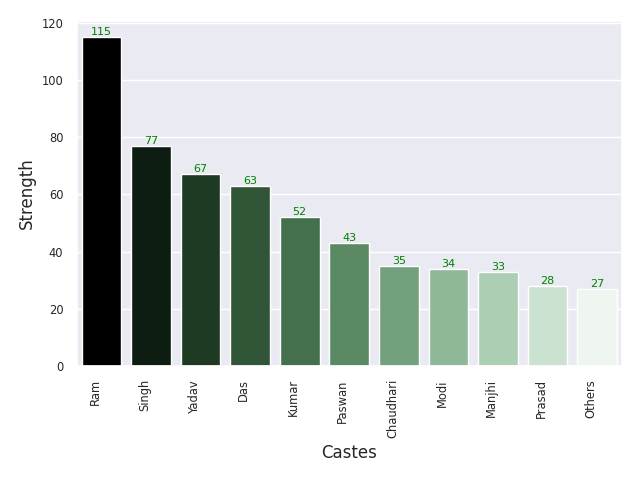 120
100
80
60
40
20
0
Strength
115
77
67
63
52
43
35
34
33
28
27
Ram
Singh
Yadav
Das
Kumar
Paswan
Chaudhari
Modi
Manjhi
Prasad
Others
Castes